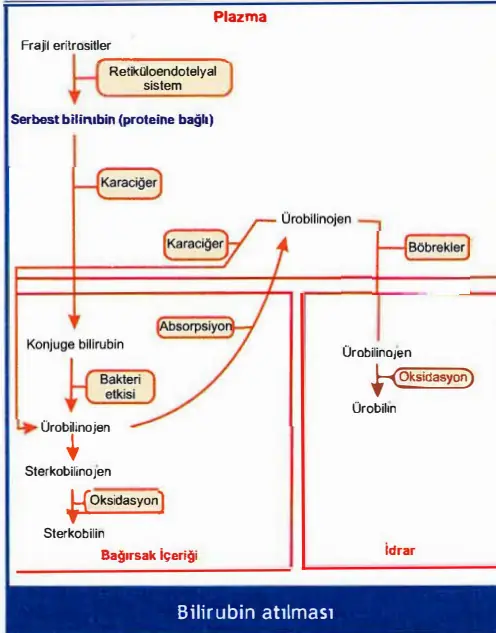 Plazma
Frajil eritrositler
Retiküloendotelyal
sistem
Serbest bilirubin (proteine bağlı)
Karaciğer
Ürobilinojen
Karaciğer
Böbrekler
Absorpsiyon
Konjuge bilirubin
Ürobilinojen
Bakteri
etkisi
Oksidasyon
Ürobilin
Ürobilinojen
Sterkobilinojen
Oksidasyon
Sterkobilin
Bağırsak İçeriği
İdrar
Bilirubin atılması